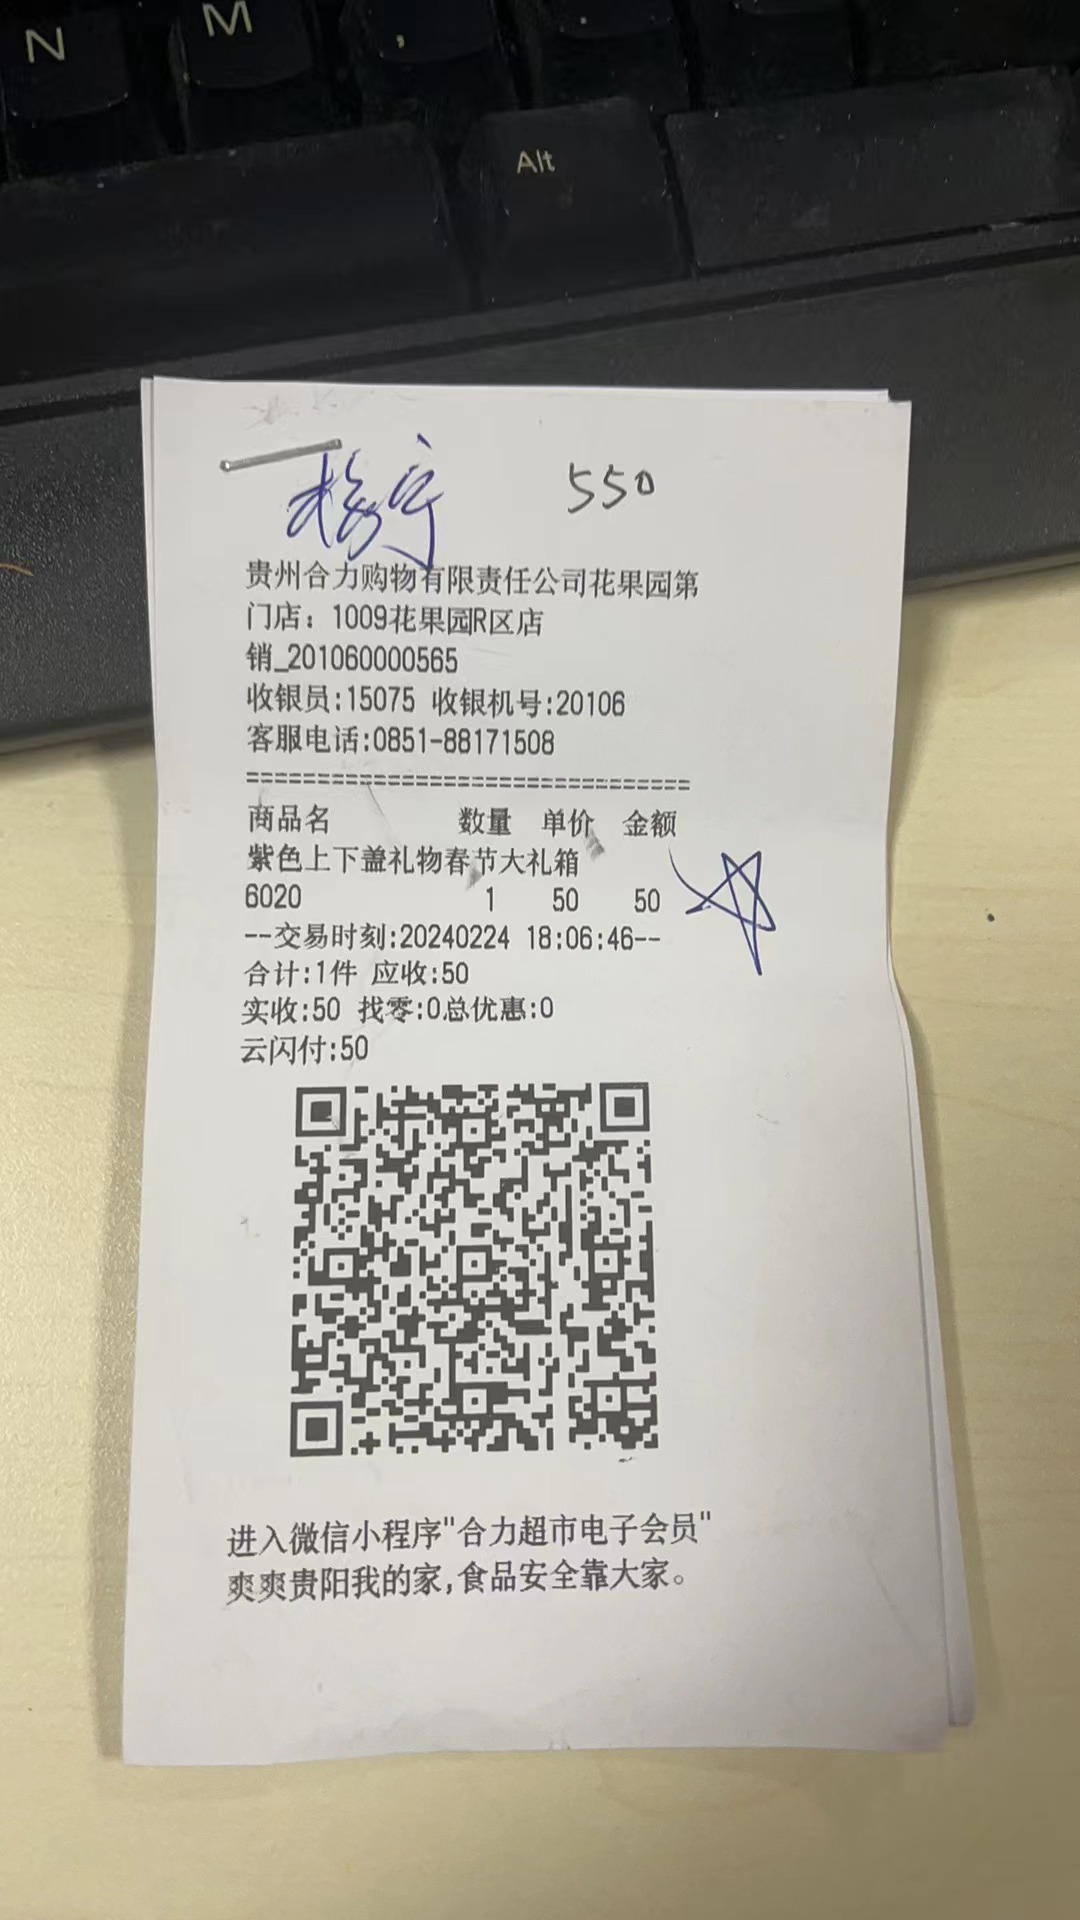 N M ,
Alt
杨宁 550
贵州合力购物有限责任公司花果园第
门店：1009花果园R区店
销_201060000565
收银员:15075 收银机号:20106
客服电话:0851-88171508
================================
商品名 数量 单价 金额
紫色上下盖礼物春节大礼箱
6020 1 50 50
--交易时刻:20240224 18:06:46--
合计:1件 应收:50
实收:50 找零:0总优惠:0
云闪付:50
进入微信小程序"合力超市电子会员"
爽爽贵阳我的家,食品安全靠大家。